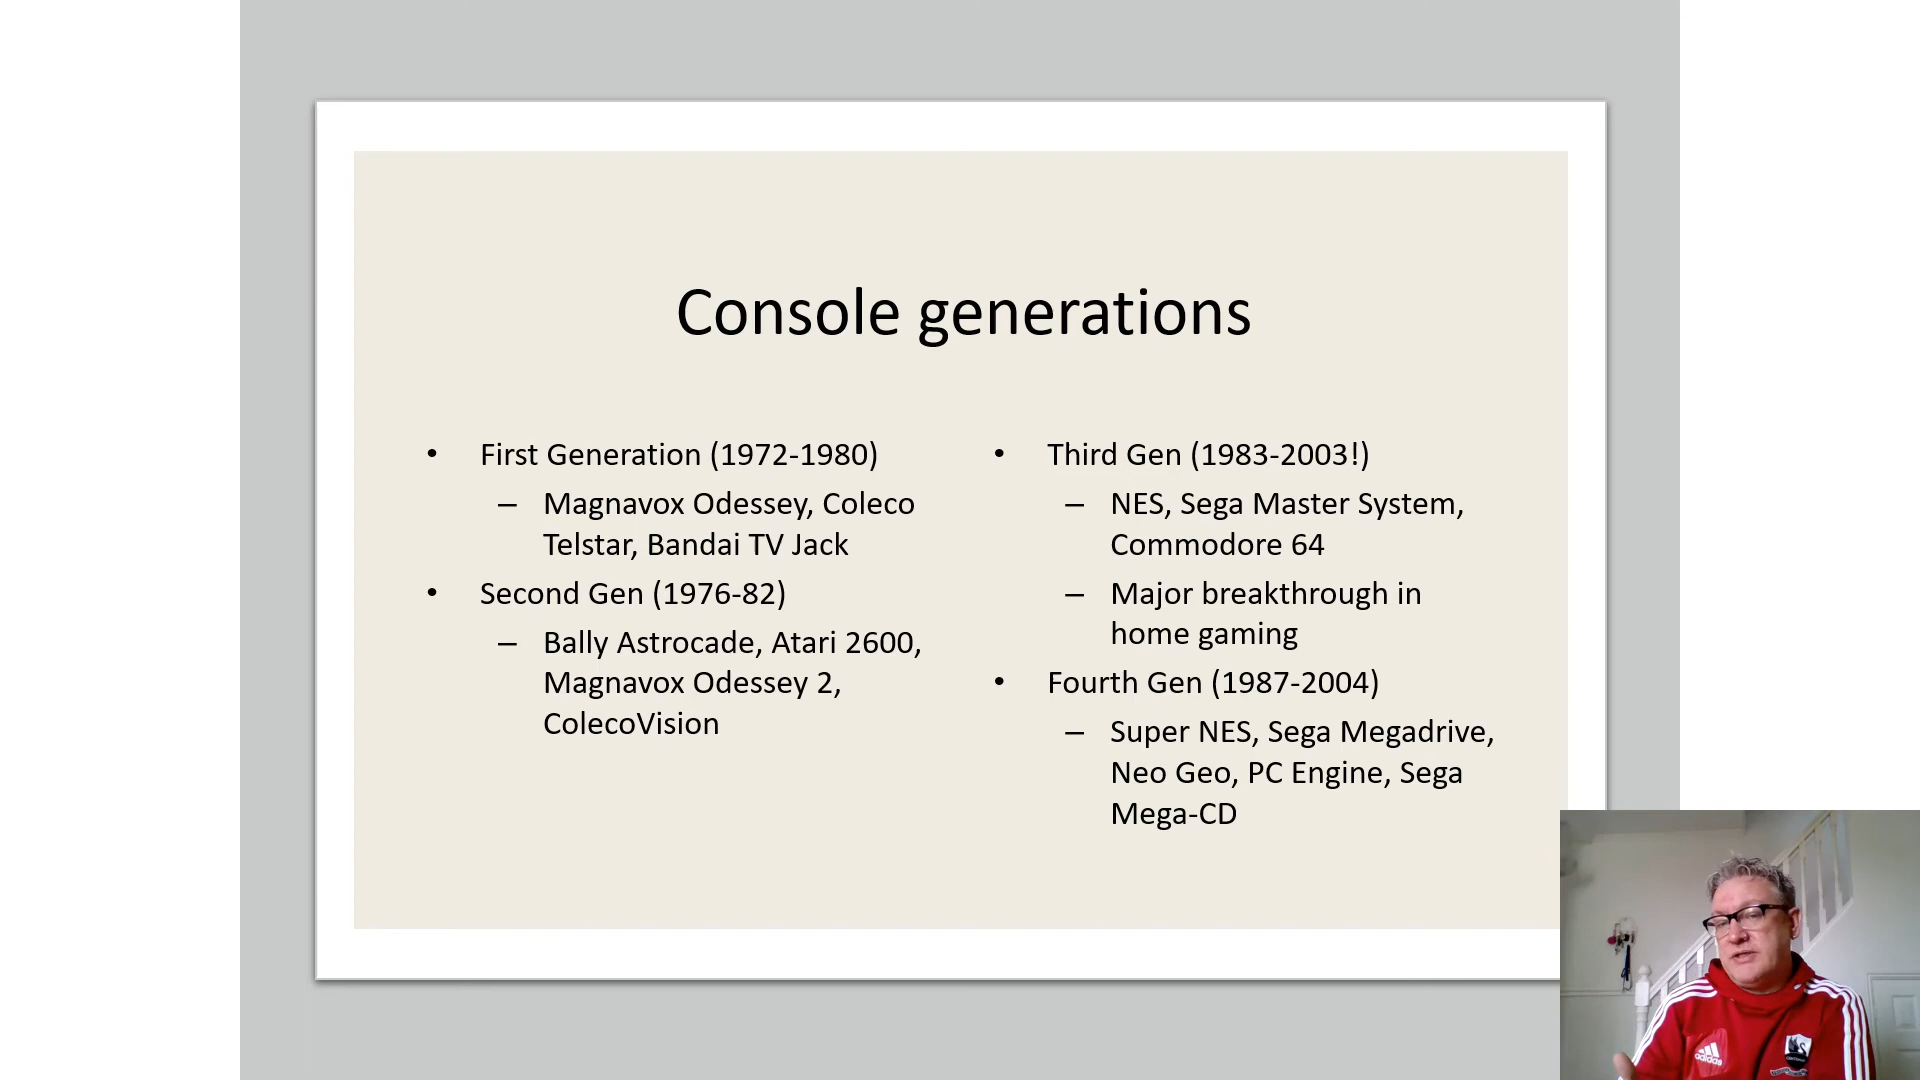 Console generations
• First Generation (1972-1980)
– Magnavox Odessey, Coleco
Telstar, Bandai TV Jack
• Second Gen (1976-82)
– Bally Astrocade, Atari 2600,
Magnavox Odessey 2,
ColecoVision
• Third Gen (1983-2003!)
– NES, Sega Master System,
Commodore 64
– Major breakthrough in
home gaming
• Fourth Gen (1987-2004)
– Super NES, Sega Megadrive,
Neo Geo, PC Engine, Sega
Mega-CD
adidas